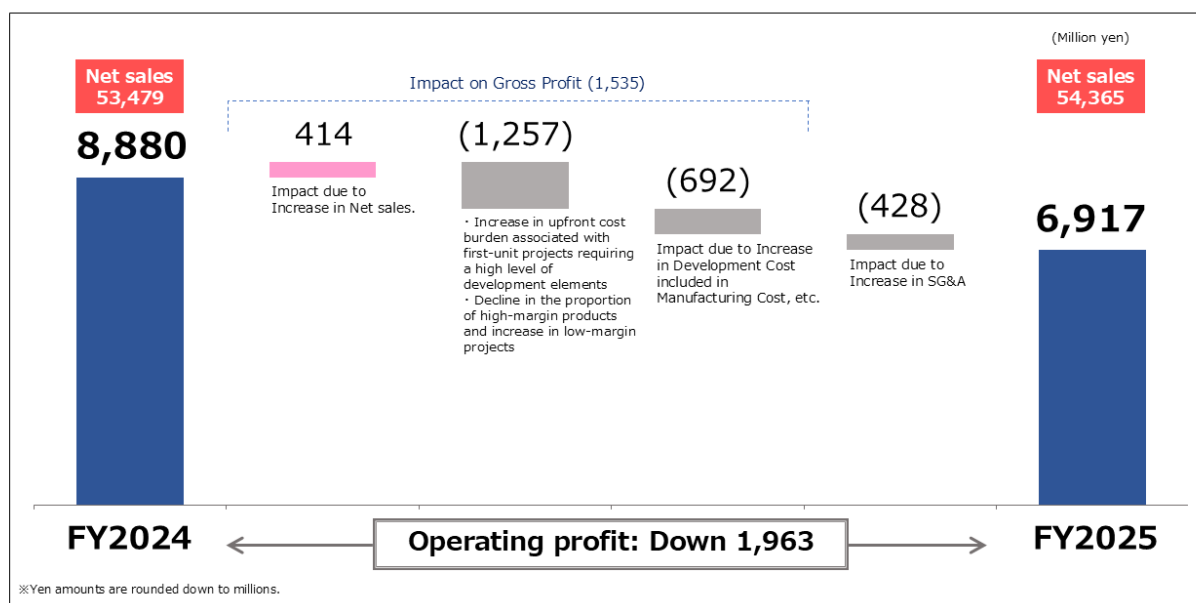 (Million yen)
Net sales
53,479
Net sales
54,365
Impact on Gross Profit (1,535)
8,880
414
Impact due to
Increase in Net sales.
(1,257)
・Increase in upfront cost
burden associated with
first-unit projects requiring
a high level of
development elements
・Decline in the proportion
of high-margin products
and increase in low-margin
projects
(692)
Impact due to Increase
in Development Cost
included in
Manufacturing Cost, etc.
(428)
Impact due to
Increase in SG&A
6,917
FY2024
Operating profit: Down 1,963
FY2025
※Yen amounts are rounded down to millions.